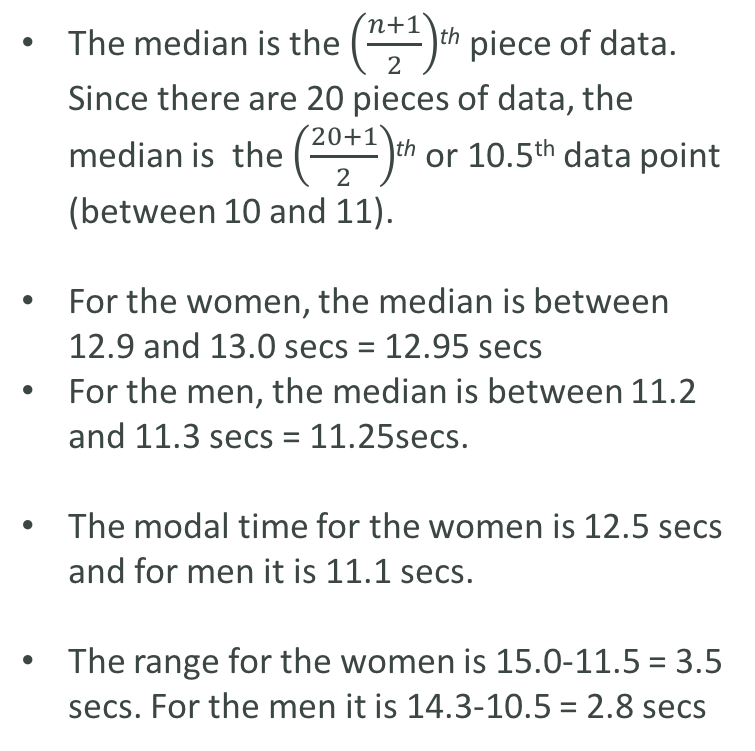 • The median is the $\left(\frac{n+1}{2}\right)^{th}$ piece of data.
Since there are 20 pieces of data, the
median is the $\left(\frac{20+1}{2}\right)^{th}$ or 10.5th data point
(between 10 and 11).
• For the women, the median is between
12.9 and 13.0 secs = 12.95 secs
• For the men, the median is between 11.2
and 11.3 secs = 11.25secs.
• The modal time for the women is 12.5 secs
and for men it is 11.1 secs.
• The range for the women is 15.0-11.5 = 3.5
secs. For the men it is 14.3-10.5 = 2.8 secs